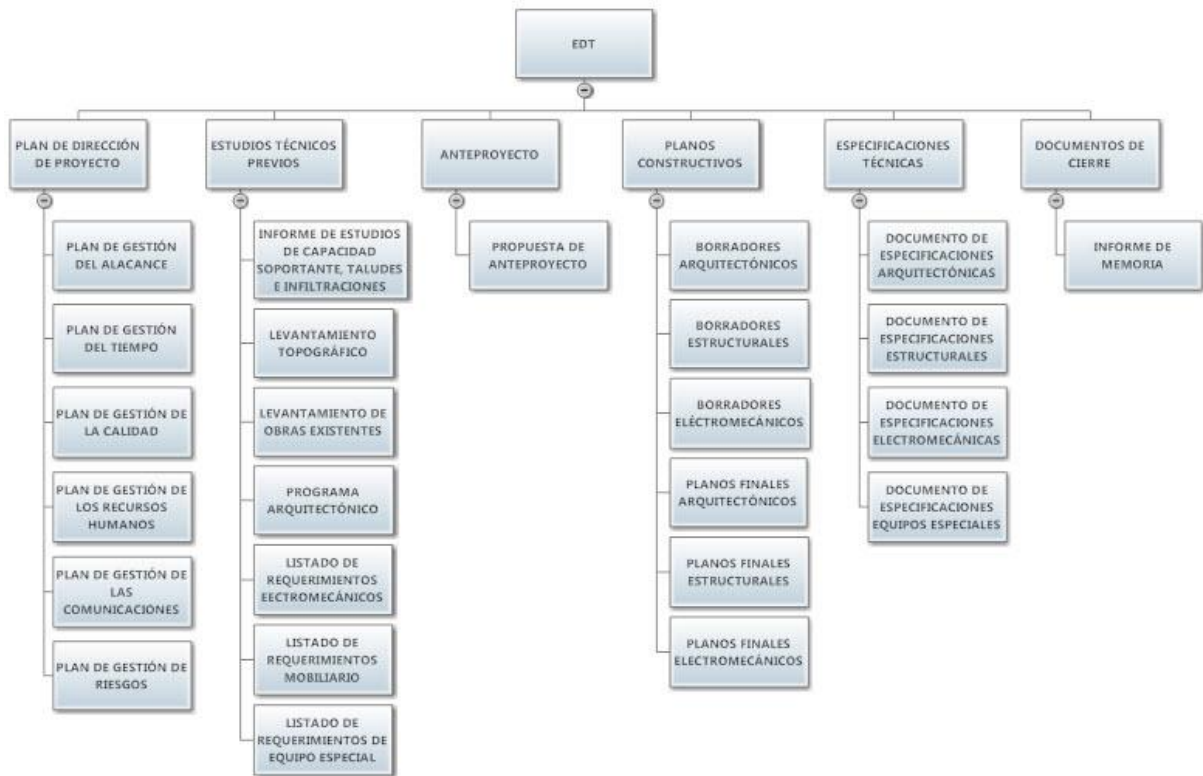 EDT
PLAN DE DIRECCIÓN
DE PROYECTO
ESTUDIOS TÉCNICOS
PREVIOS
ANTEPROYECTO
PLANOS
CONSTRUCTIVOS
ESPECIFICACIONES
TÉCNICAS
DOCUMENTOS DE
CIERRE
PLAN DE GESTIÓN
DEL ALACANCE
PLAN DE GESTIÓN
DEL TIEMPO
PLAN DE GESTIÓN DE
LA CALIDAD
PLAN DE GESTIÓN DE
LOS RECURSOS
HUMANOS
PLAN DE GESTIÓN DE
LAS
COMUNICACIONES
PLAN DE GESTIÓN DE
RIESGOS
INFORME DE ESTUDIOS
DE CAPACIDAD
SOPORTANTE, TALUDES
E INFILTRACIONES
LEVANTAMIENTO
TOPOGRÁFICO
LEVANTAMIENTO DE
OBRAS EXISTENTES
PROGRAMA
ARQUITECTÓNICO
LISTADO DE
REQUERIMIENTOS
EECTROMECÁNICOS
LISTADO DE
REQUERIMIENTOS
MOBILIARIO
LISTADO DE
REQUERIMIENTOS DE
EQUIPO ESPECIAL
PROPUESTA DE
ANTEPROYECTO
BORRADORES
ARQUITECTÓNICOS
BORRADORES
ESTRUCTURALES
BORRADORES
ELÉCTROMECÁNICOS
PLANOS FINALES
ARQUITECTÓNICOS
PLANOS FINALES
ESTRUCTURALES
PLANOS FINALES
ELECTROMECÁNICOS
DOCUMENTO DE
ESPECIFICACIONES
ARQUITECTÓNICAS
DOCUMENTO DE
ESPECIFICACIONES
ESTRUCTURALES
DOCUMENTO DE
ESPECIFICACIONES
ELECTROMECÁNICAS
DOCUMENTO DE
ESPECIFICACIONES
EQUIPOS ESPECIALES
INFORME DE
MEMORIA